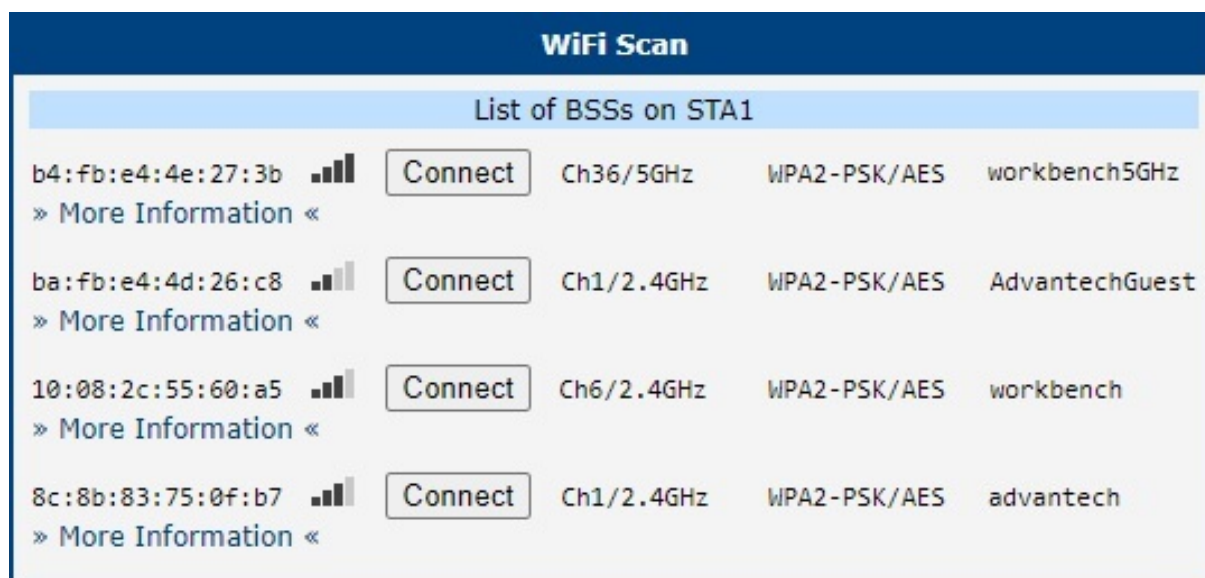 WiFi Scan
List of BSSs on STA1
b4:fb:e4:4e:27:3b Connect Ch36/5GHz WPA2-PSK/AES workbench5GHz
» More Information «
ba:fb:e4:4d:26:c8 Connect Ch1/2.4GHz WPA2-PSK/AES AdvantechGuest
» More Information «
10:08:2c:55:60:a5 Connect Ch6/2.4GHz WPA2-PSK/AES workbench
» More Information «
8c:8b:83:75:0f:b7 Connect Ch1/2.4GHz WPA2-PSK/AES advantech
» More Information «